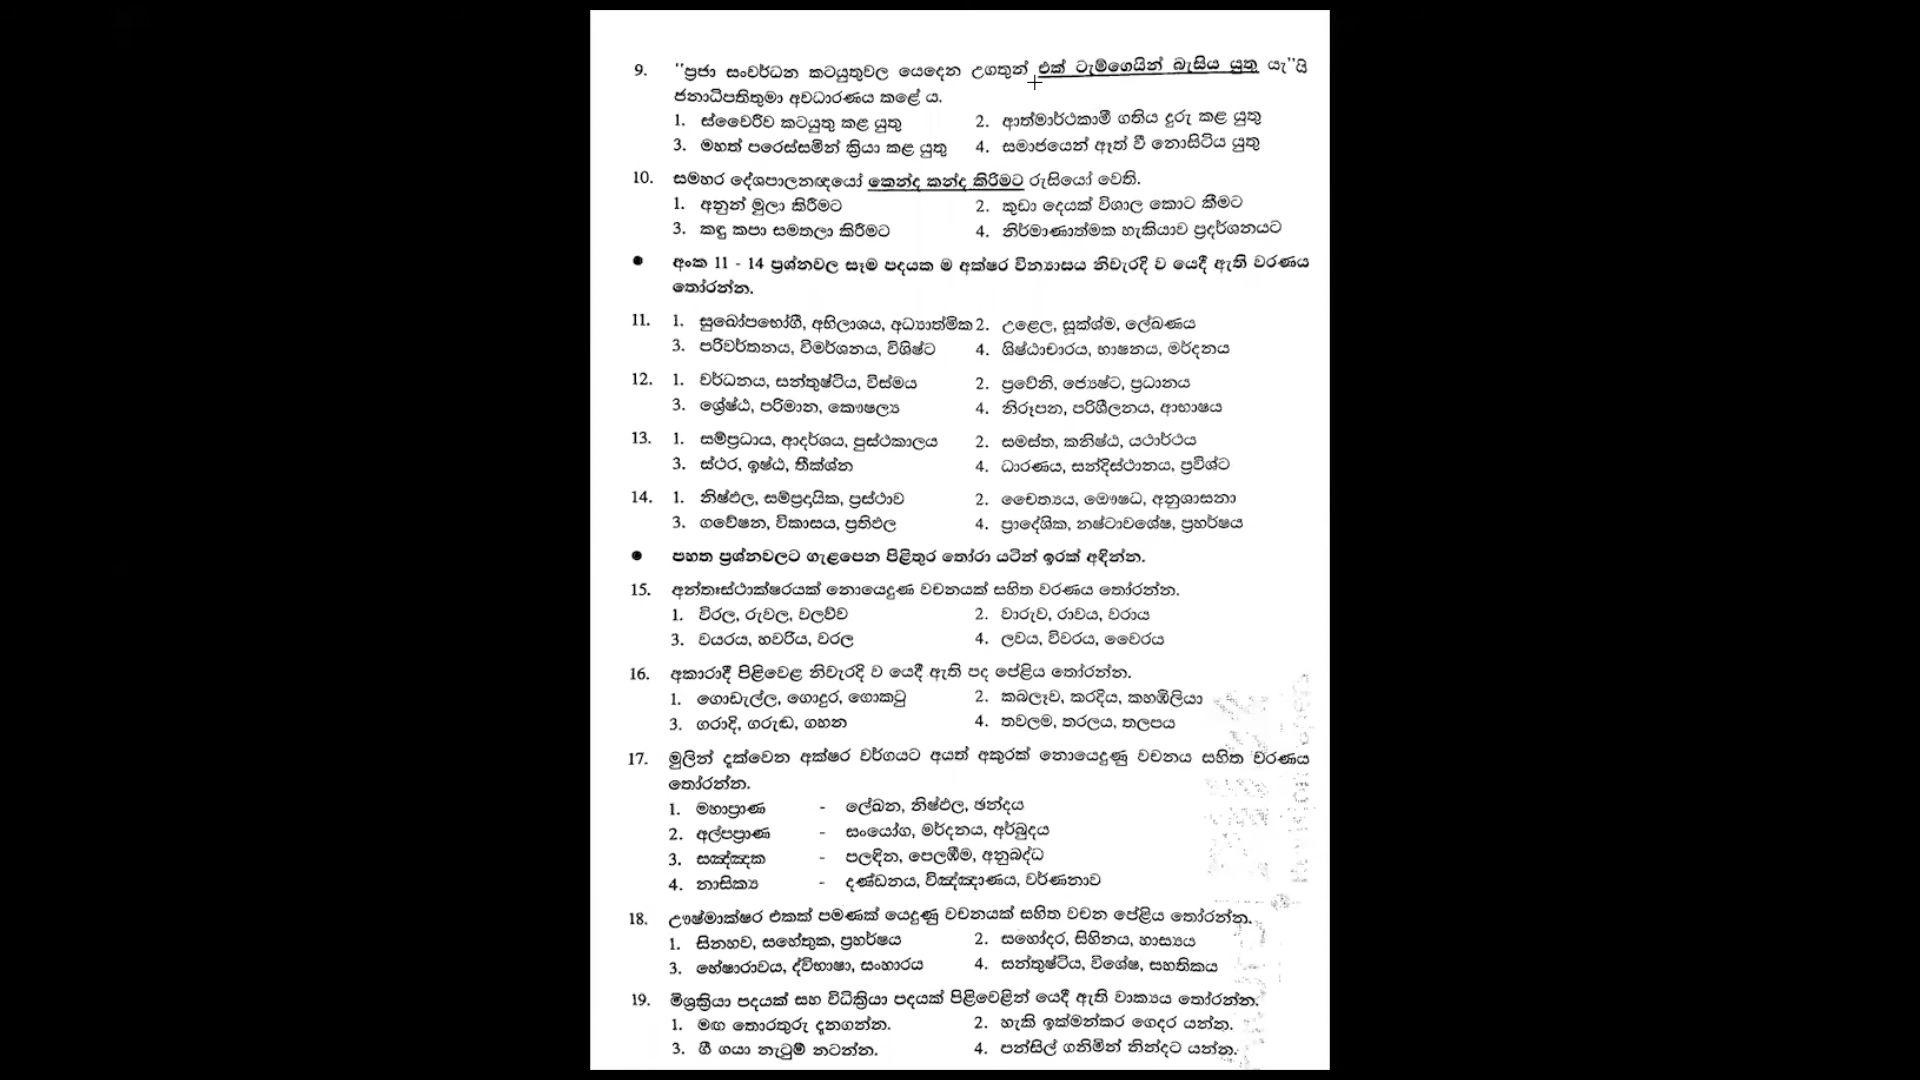 9. "ප්‍රජා සංවර්ධන කටයුතුවල යෙදෙන උගතුන් එක් ටැම්ගෙයින් බැසිය යුතු යැ"යි
ජනාධිපතිතුමා අවධාරණය කළේ ය.
1. ස්වෛරීව කටයුතු කළ යුතු 2. ආත්මාර්ථකාමී ගතිය දුරු කළ යුතු
3. මහත් පරෙස්සමින් ක්‍රියා කළ යුතු 4. සමාජයෙන් ඈත් වී නොසිටිය යුතු
10. සමහර දේශපාලනඥයෝ කෙන්ද කන්ද කිරිමට රුසියෝ වෙති.
1. අනුන් මුලා කිරීමට 2. කුඩා දෙයක් විශාල කොට කීමට
3. කඳු කපා සමතලා කිරීමට 4. නිර්මාණාත්මක හැකියාව ප්‍රදර්ශනයට
● අංක 11 - 14 ප්‍රශ්නවල සෑම පදයක ම අක්ෂර වින්‍යාසය නිවැරදි ව යෙදී ඇති වරණය
තෝරන්න.
11. 1. සුඛෝපභෝගී, අභිලාශය, අධ්‍යාත්මික 2. උළෙල, සූක්ශ්ම, ලේඛණය
3. පරිවර්තනය, විමර්ශනය, විශිෂ්ට 4. ශිෂ්ඨාචාරය, භාෂනය, මර්දනය
12. 1. වර්ධනය, සන්තුෂ්ටිය, විස්මය 2. ප්‍රවේනි, ජ්‍යෙෂ්ට, ප්‍රධානය
3. ශ්‍රේෂ්ඨ, පරිමාන, කෞෂල්‍ය 4. නිරූපන, පරිශීලනය, ආභාෂය
13. 1. සම්ප්‍රධාය, ආදර්ශය, පුස්ථකාලය 2. සමස්ත, කනිෂ්ඨ, යථාර්ථය
3. ස්ථර, ඉෂ්ඨ, තීක්ශ්න 4. ධාරණය, සන්දිස්ථානය, ප්‍රවිශ්ට
14. 1. නිෂ්ඵල, සම්ප්‍රදායික, ප්‍රස්ථාව 2. චෛත්‍යය, ඖෂධ, අනුශාසනා
3. ගවේෂන, විකාසය, ප්‍රතිඵල 4. ප්‍රාදේශික, නෂ්ටාවශේෂ, ප්‍රහර්ෂය
● පහත ප්‍රශ්නවලට ගැළපෙන පිළිතුර තෝරා යටින් ඉරක් අඳින්න.
15. අන්තඃස්ථාක්ෂරයක් නොයෙදුණ වචනයක් සහිත වරණය තෝරන්න.
1. විරල, රුවල, වලව්ව 2. වාරුව, රාවය, වරාය
3. වයරය, හවරිය, වරල 4. ලවය, විවරය, වෛරය
16. අකාරාදී පිළිවෙළ නිවැරදි ව යෙදී ඇති පද පේළිය තෝරන්න.
1. ගොඩැල්ල, ගොදුර, ගොකටු 2. කබලෑව, කරදිය, කහඹිලියා
3. ගරාදි, ගරුඬ, ගහන 4. තවලම, තරලය, තලපය
17. මුලින් දැක්වෙන අක්ෂර වර්ගයට අයත් අකුරක් නොයෙදුණු වචනය සහිත වරණය
තෝරන්න.
1. මහාප්‍රාණ - ලේඛන, නිෂ්ඵල, ඡන්දය
2. අල්පප්‍රාණ - සංයෝග, මර්දනය, අර්බුදය
3. සඤ්ඤක - පලඳින, පෙලඹීම, අනුබද්ධ
4. නාසික්‍ය - දණ්ඩනය, විඤ්ඤාණය, වර්ණනාව
18. ඌෂ්මාක්ෂර එකක් පමණක් යෙදුණු වචනයක් සහිත වචන පේළිය තෝරන්න.
1. සිනහව, සහේතුක, ප්‍රහර්ෂය 2. සහෝදර, සිහිනය, හාස්‍යය
3. හේෂාරාවය, ද්විභාෂා, සංහාරය 4. සන්තුෂ්ටිය, විශේෂ, සහතිකය
19. මිශ්‍රක්‍රියා පදයක් සහ විධික්‍රියා පදයක් පිළිවෙළින් යෙදී ඇති වාක්‍යය තෝරන්න.
1. මඟ තොරතුරු දැනගන්න. 2. හැකි ඉක්මන්කර ගෙදර යන්න.
3. ගී ගයා නැටුම් නටන්න. 4. පන්සිල් ගනිමින් නින්දට යන්න.